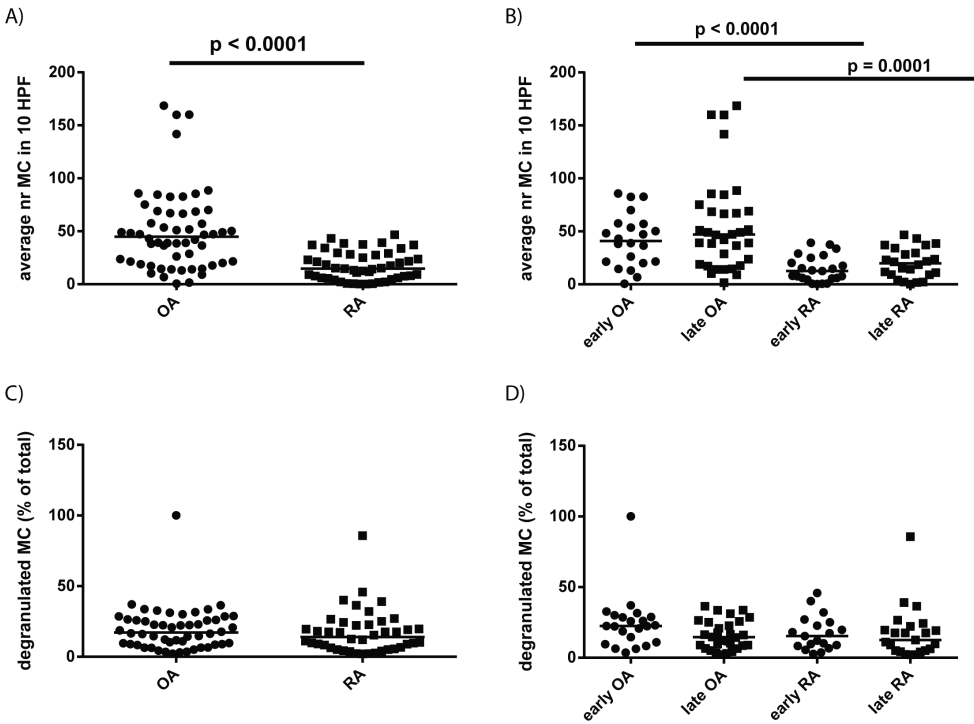 A)
p < 0.0001
average nr MC in 10 HPF
200
150
100
50
0
OA
RA
B)
p < 0.0001
p = 0.0001
average nr MC in 10 HPF
200
150
100
50
0
early OA
late OA
early RA
late RA
C)
degranulated MC (% of total)
150
100
50
0
OA
RA
D)
degranulated MC (% of total)
150
100
50
0
early OA
late OA
early RA
late RA